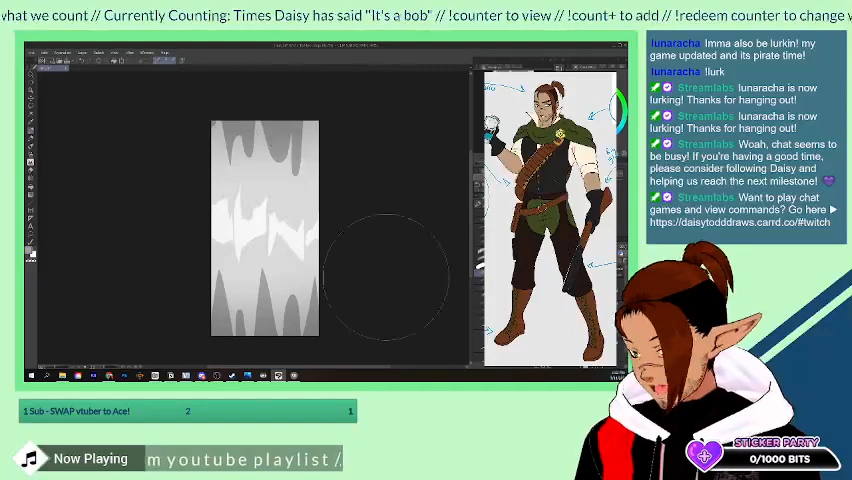 what we count // Currently Counting: Times Daisy has said "It's a bob" // !counter to view // !count+ to add // !redeem counter to change
lunaracha Imma also be lurkin! my
game updated and its pirate time!
lunaracha !lurk
Streamlabs lunaracha is now
lurking! Thanks for hanging out!
Streamlabs lunaracha is now
lurking! Thanks for hanging out!
Streamlabs Woah, chat seems to
be busy! If you're having a good time,
please consider following Daisy and
helping us reach the next milestone!
Streamlabs Want to play chat
games and view commands? Go here
https://daisytodddraws.carrd.co/#twitch
1 Sub - SWAP vtuber to Ace! 2 1
Now Playing m youtube playlist //
STICKER PARTY
0/1000 BITS